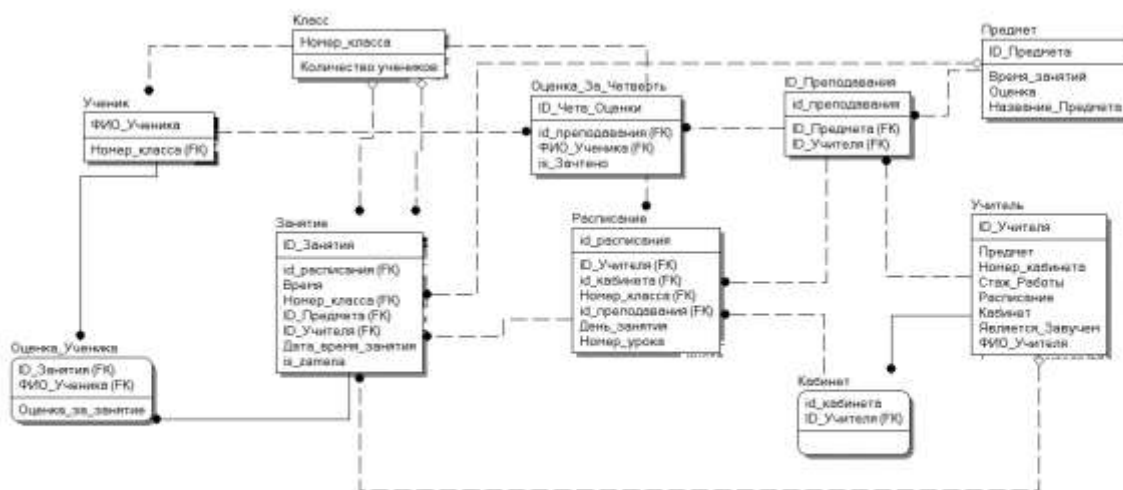 Класс
Номер_класса
Количество учеников
Предмет
ID_Предмета
Время_занятий
Оценка
Название_Предмета
Оценка_За_Четверть
ID_Чета_Оценки
id_преподавания (FK)
ФИО_Ученика (FK)
is_Зачтено
ID_Преподавания
id_преподавания
ID_Предмета (FK)
ID_Учителя (FK)
Ученик
ФИО_Ученика
Номер_класса (FK)
Занятие
ID_Занятия
id_расписания (FK)
Время
Номер_класса (FK)
ID_Предмета (FK)
ID_Учителя (FK)
Дата_время_занятия
is_zamena
Расписание
id_расписания
ID_Учителя (FK)
id_кабинета (FK)
Номер_класса (FK)
id_преподавания (FK)
День_занятия
Номер_урока
Учитель
ID_Учителя
Предмет
Номер_кабинета
Стаж_Работы
Расписание
Кабинет
Является_Завучем
ФИО_Учителя
Оценка_Ученика
ID_Занятия (FK)
ФИО_Ученика (FK)
Оценка_за_занятие
Кабинет
id_кабинета
ID_Учителя (FK)